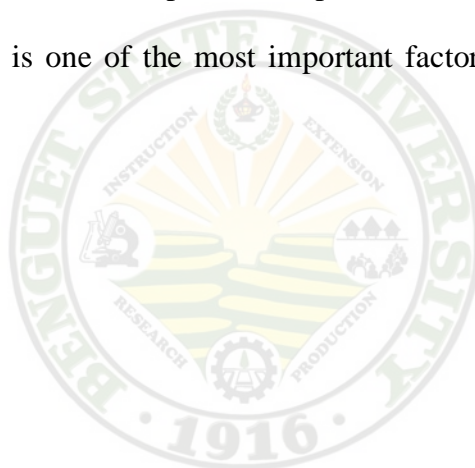 is one of the most important factor
BENGUET STATE UNIVERSITY
INSTRUCTION
EXTENSION
RESEARCH
PRODUCTION
· 1916 ·